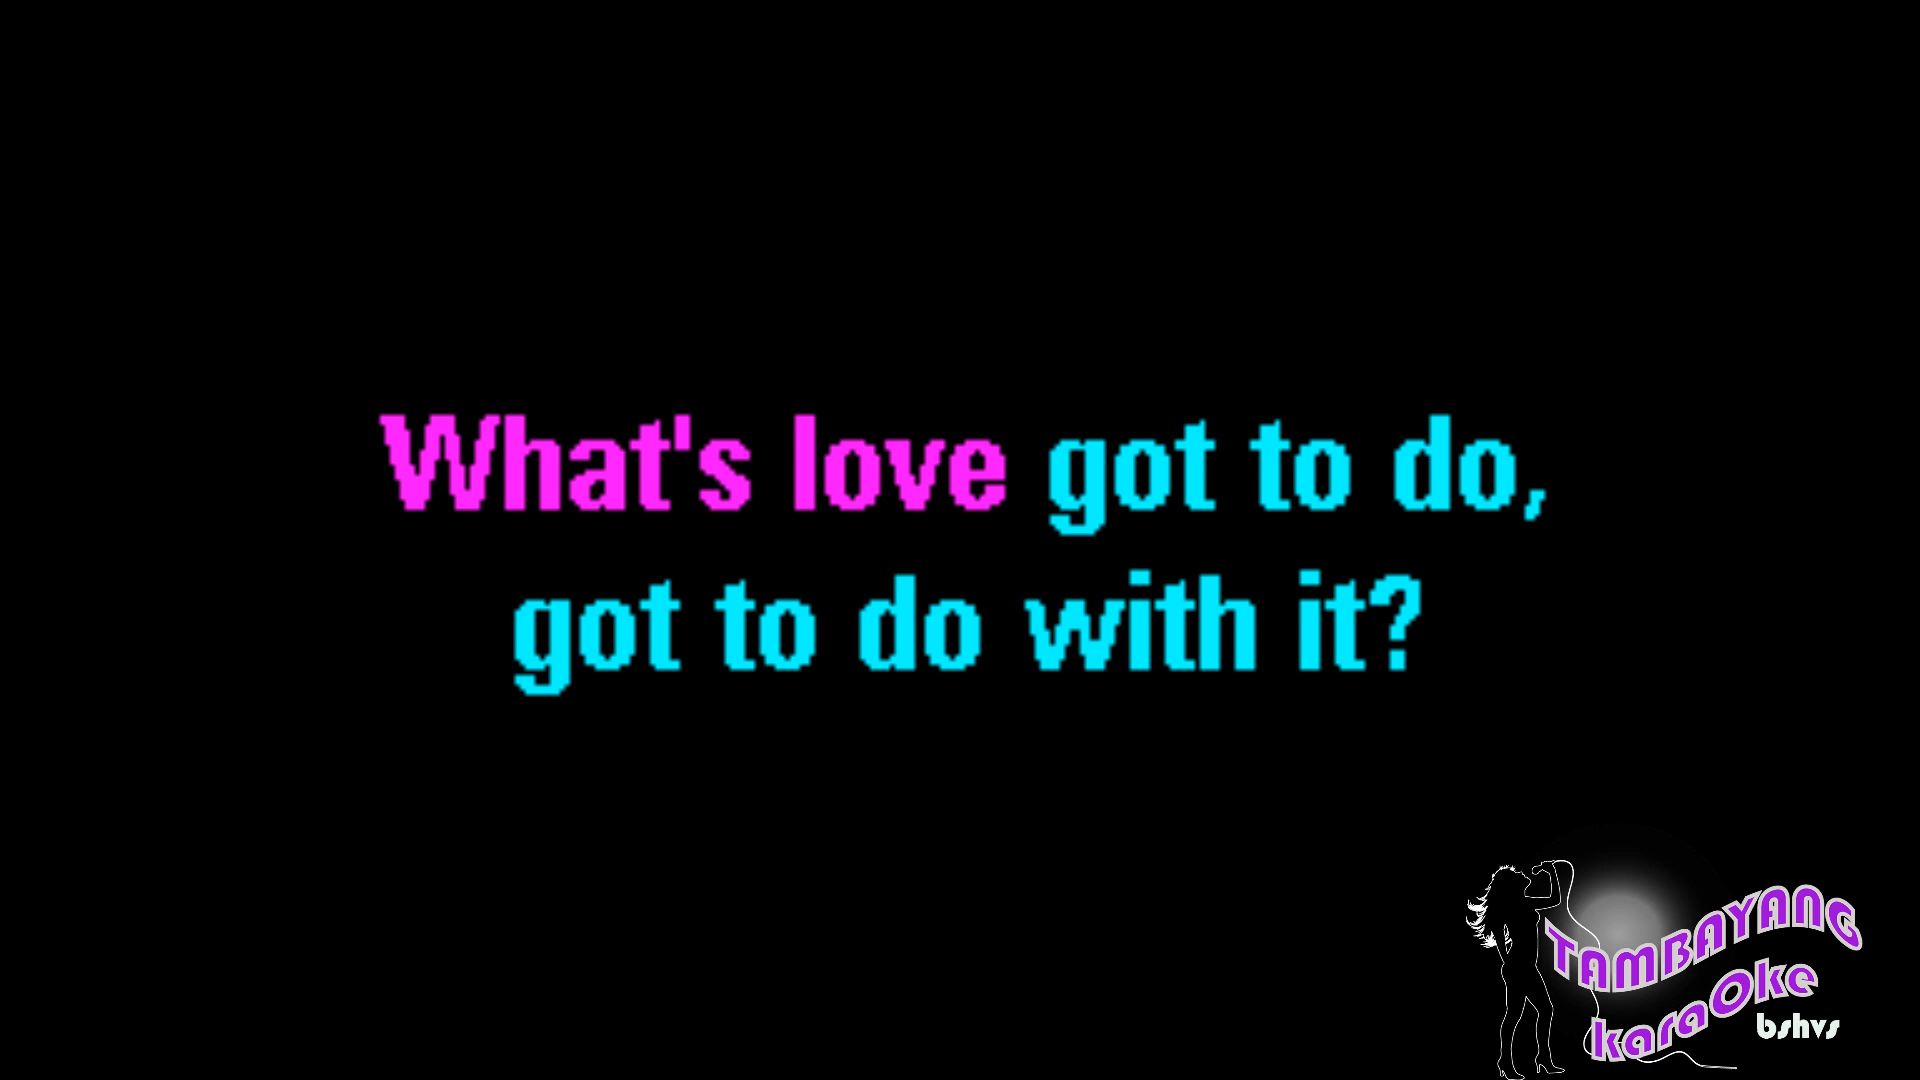 What's love got to do,
got to do with it?
TAMBAYANG
karaOke
bshvs